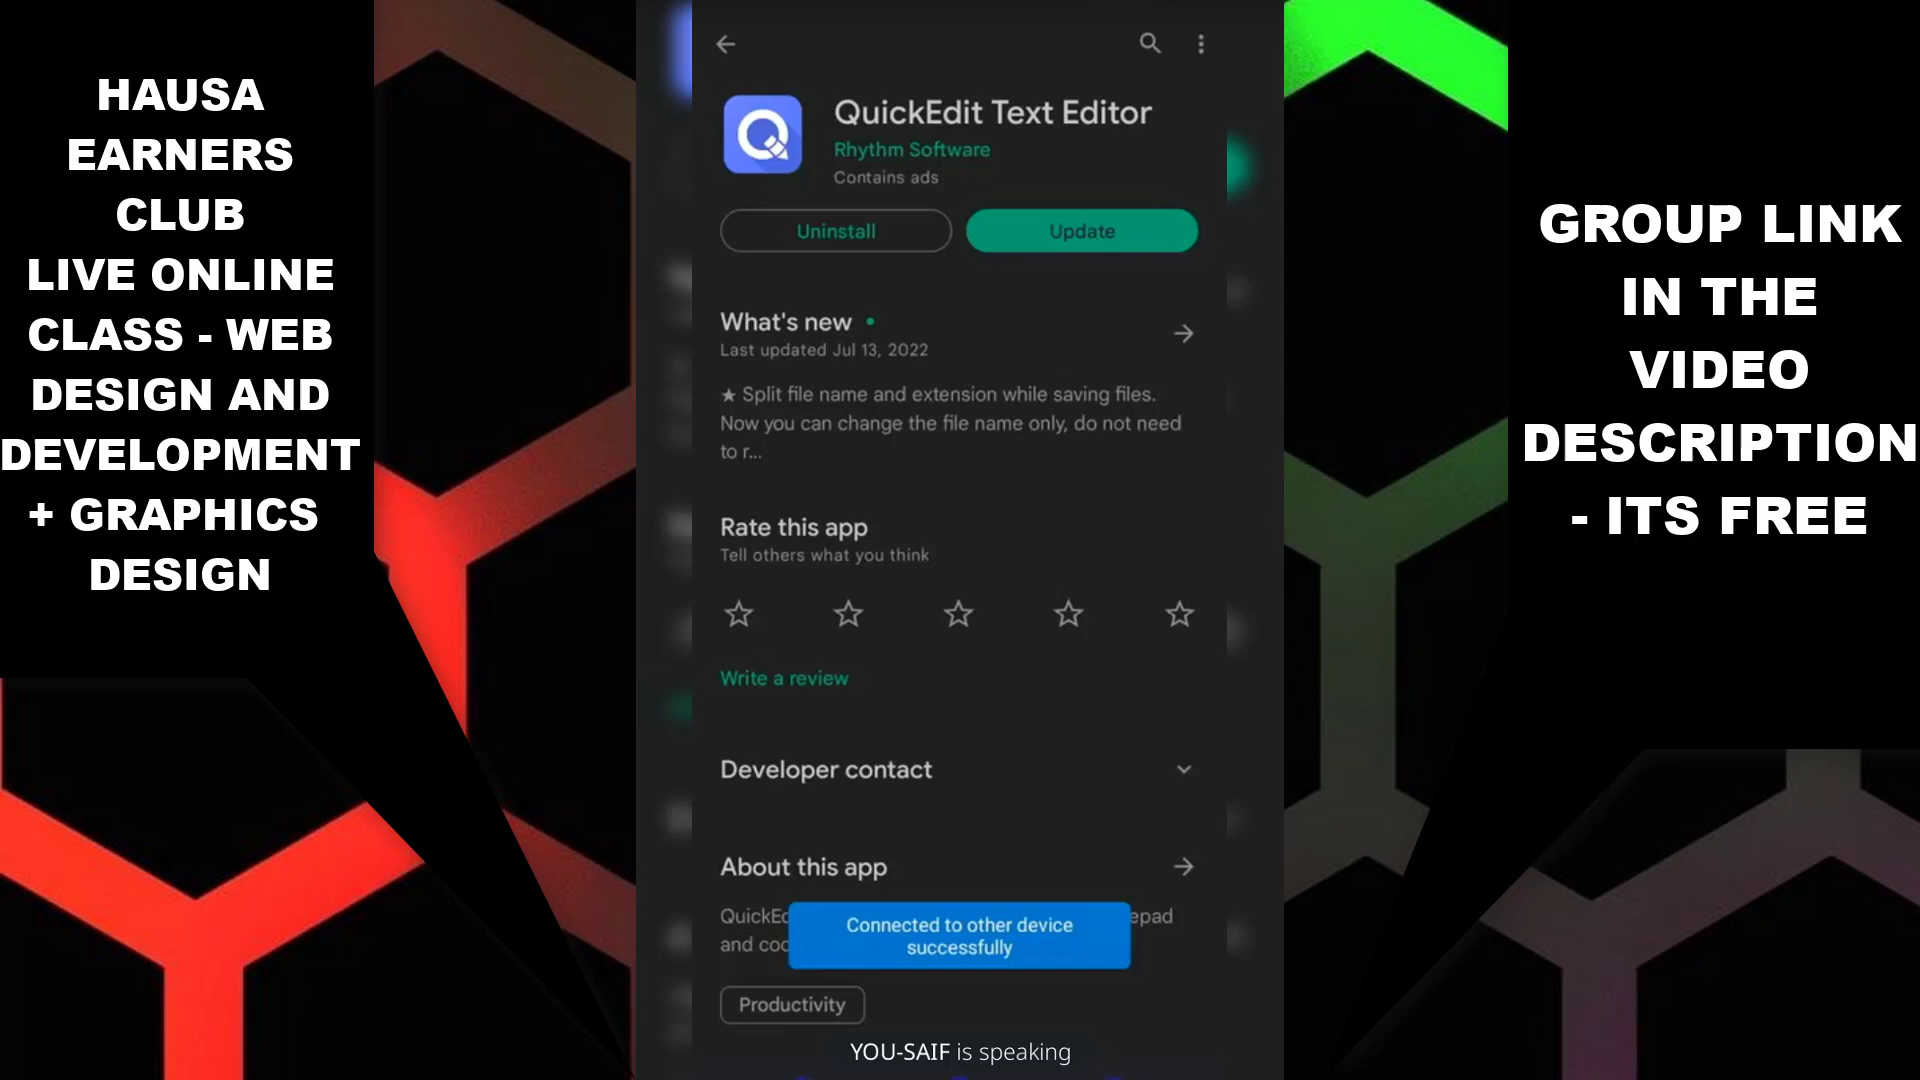 HAUSA
EARNERS
CLUB
LIVE ONLINE
CLASS - WEB
DESIGN AND
DEVELOPMENT
+ GRAPHICS
DESIGN
QuickEdit Text Editor
Rhythm Software
Contains ads
Uninstall
Update
What's new
Last updated Jul 13, 2022
★ Split file name and extension while saving files.
Now you can change the file name only, do not need
to r...
Rate this app
Tell others what you think
Write a review
Developer contact
About this app
QuickEd
epad
and coo
Connected to other device
successfully
Productivity
YOU-SAIF is speaking
GROUP LINK
IN THE
VIDEO
DESCRIPTION
- ITS FREE